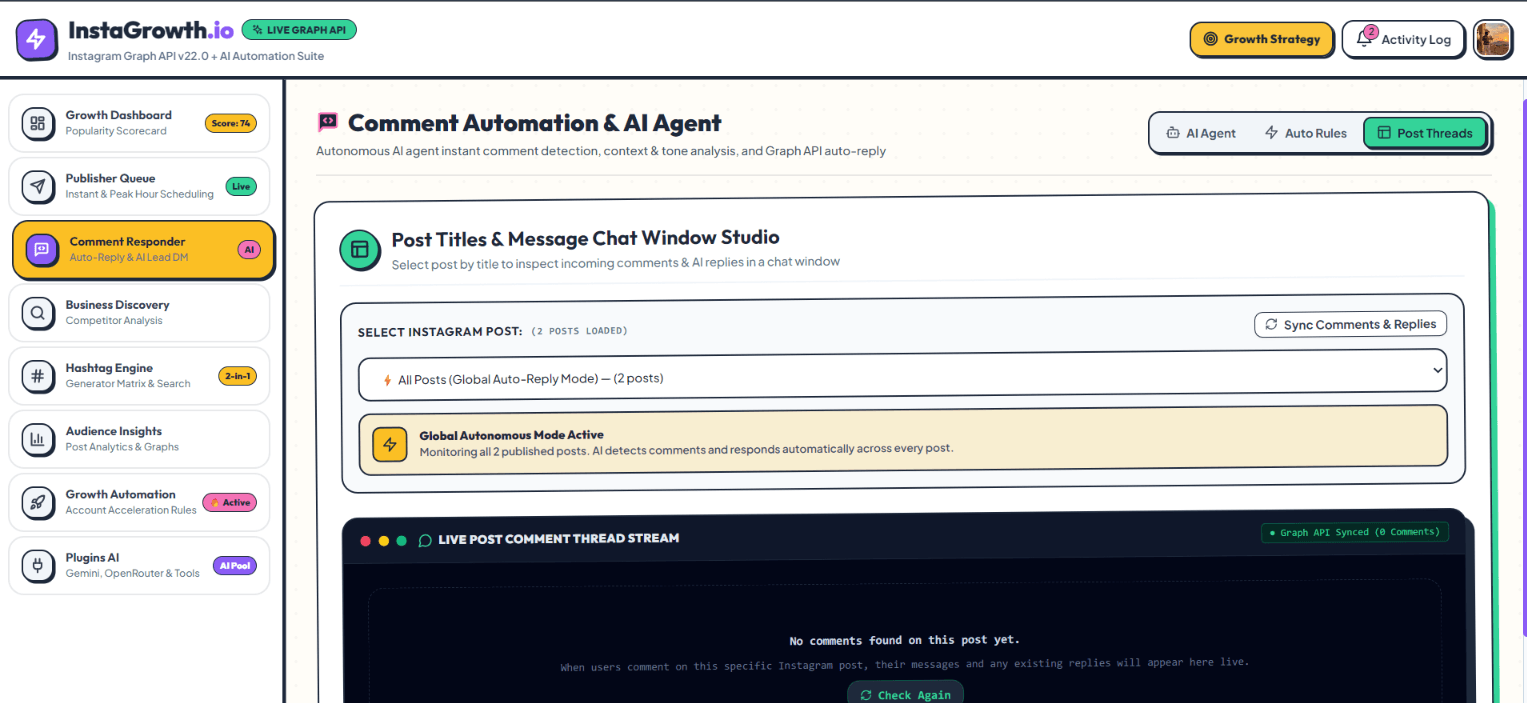 InstaGrowth.io
LIVE GRAPH API
Instagram Graph API v22.0 + AI Automation Suite
Growth Strategy
2
Activity Log
Growth Dashboard
Popularity Scorecard
Score: 74
Publisher Queue
Instant & Peak Hour Scheduling
Live
Comment Responder
Auto-Reply & AI Lead DM
AI
Business Discovery
Competitor Analysis
Hashtag Engine
Generator Matrix & Search
2-in-1
Audience Insights
Post Analytics & Graphs
Growth Automation
Account Acceleration Rules
🔥 Active
Plugins AI
Gemini, OpenRouter & Tools
AI Pool
Comment Automation & AI Agent
Autonomous AI agent instant comment detection, context & tone analysis, and Graph API auto-reply
AI Agent
Auto Rules
Post Threads
Post Titles & Message Chat Window Studio
Select post by title to inspect incoming comments & AI replies in a chat window
SELECT INSTAGRAM POST: (2 POSTS LOADED)
Sync Comments & Replies
⚡ All Posts (Global Auto-Reply Mode) — (2 posts)
Global Autonomous Mode Active
Monitoring all 2 published posts. AI detects comments and responds automatically across every post.
LIVE POST COMMENT THREAD STREAM
● Graph API Synced (0 Comments)
No comments found on this post yet.
When users comment on this specific Instagram post, their messages and any existing replies will appear here live.
Check Again